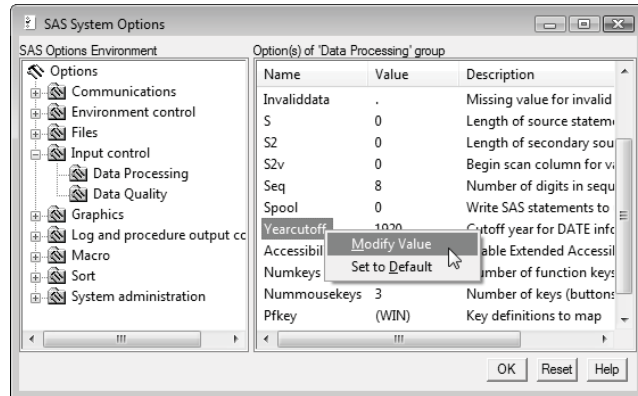 SAS System Options
SAS Options Environment
Options
Communications
Environment control
Files
Input control
Data Processing
Data Quality
Graphics
Log and procedure output cc
Macro
Sort
System administration
Option(s) of 'Data Processing' group
Name Value Description
Invaliddata . Missing value for invalid
S 0 Length of source stateme
S2 0 Length of secondary sou
S2v 0 Begin scan column for va
Seq 8 Number of digits in sequ
Spool 0 Write SAS statements to
Yearcutoff 1920 Cutoff year for DATE info
Accessibil able Extended Accessil
Numkeys umber of function keys
Nummousekeys 3 Number of keys (buttons
Pfkey (WIN) Key definitions to map
Modify Value
Set to Default
OK Reset Help